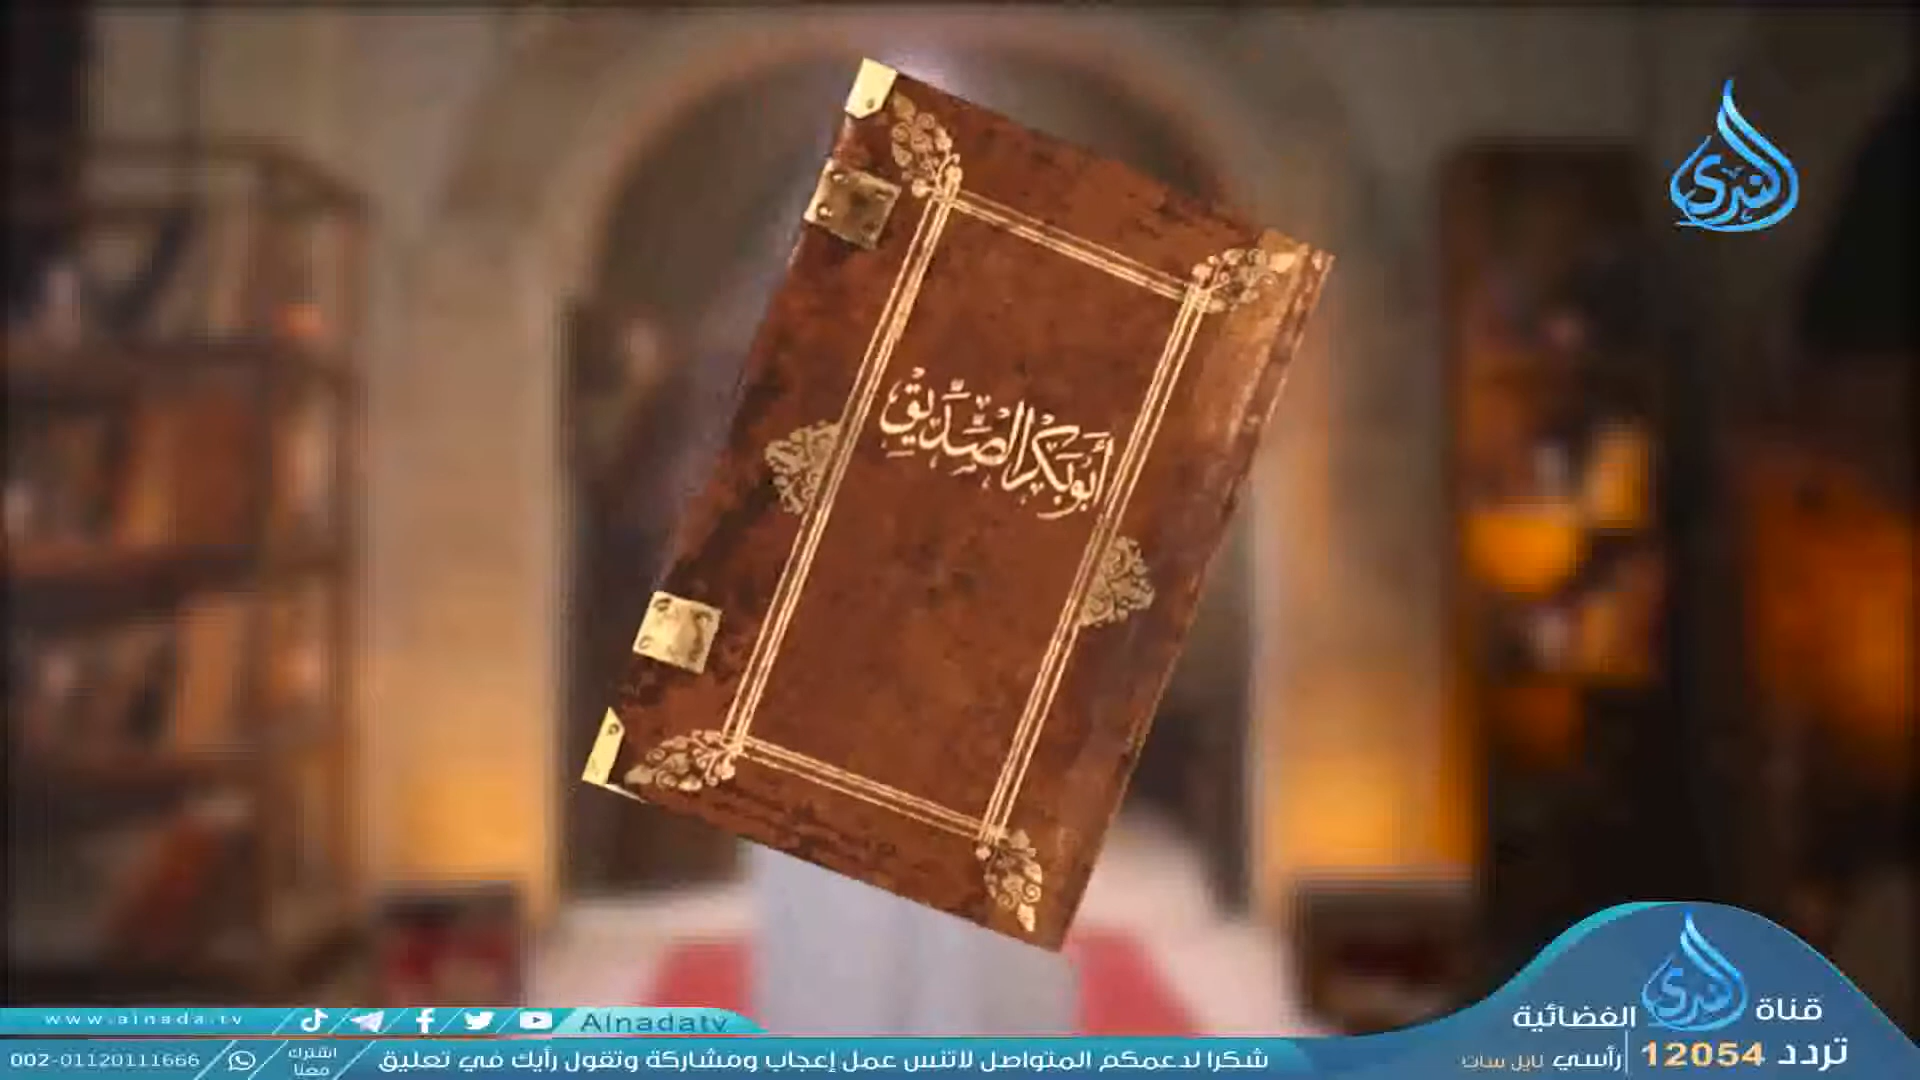 الندى
أبو بكر الصديق
قناة الندى الفضائية
تردد 12054 رأسي نايل سات
www.alnada.tv
Alnadatv
شكرا لدعمكم المتواصل لاتنس عمل إعجاب ومشاركة وتقول رأيك في تعليق
اشترك معنا
002-01120111666